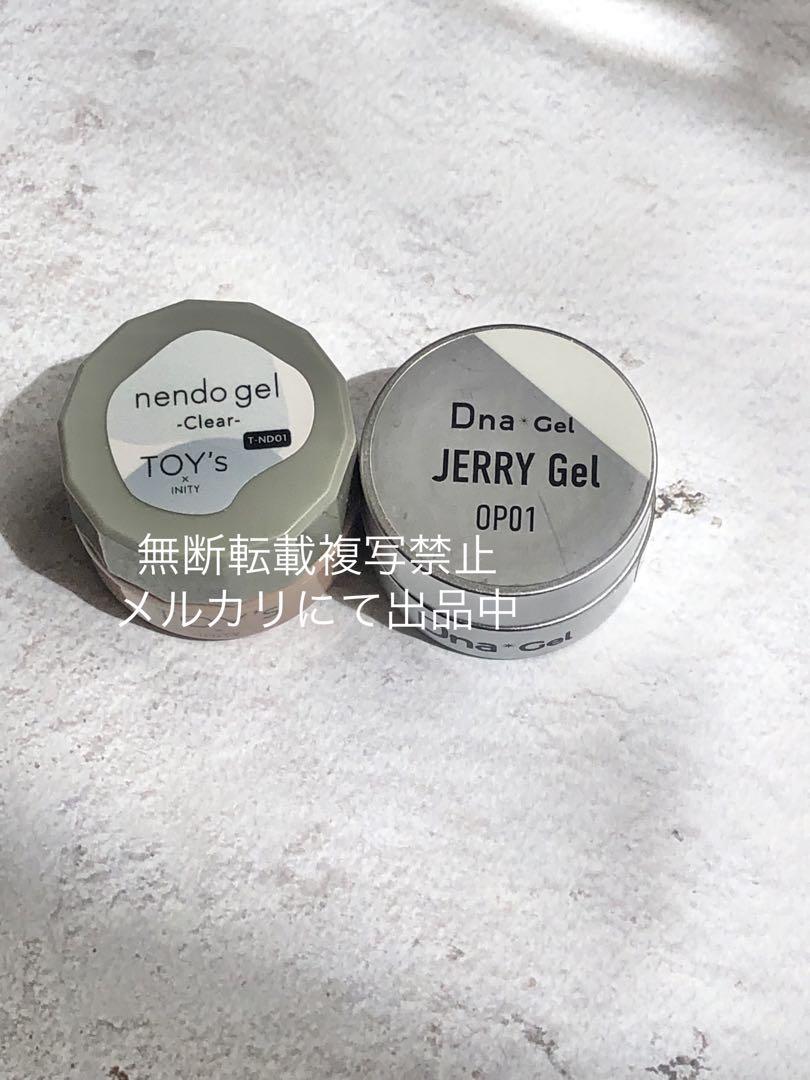 nendo gel
-Clear-
T-ND01
TOY's
×
INITY
Dna*Gel
JERRY Gel
OP01
無断転載複写禁止
メルカリにて出品中
INITY
Dna*Gel